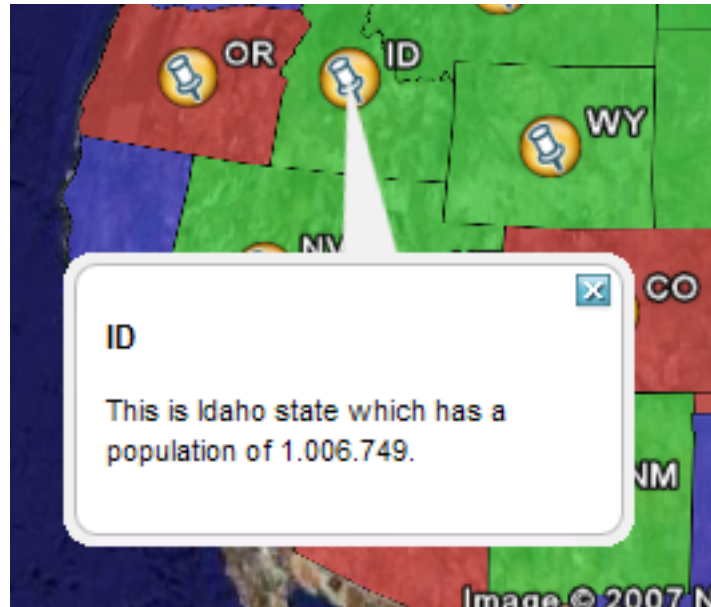 OR
ID
WY
NV
CO
ID
This is Idaho state which has a
population of 1.006.749.
NM
Image © 2007 N